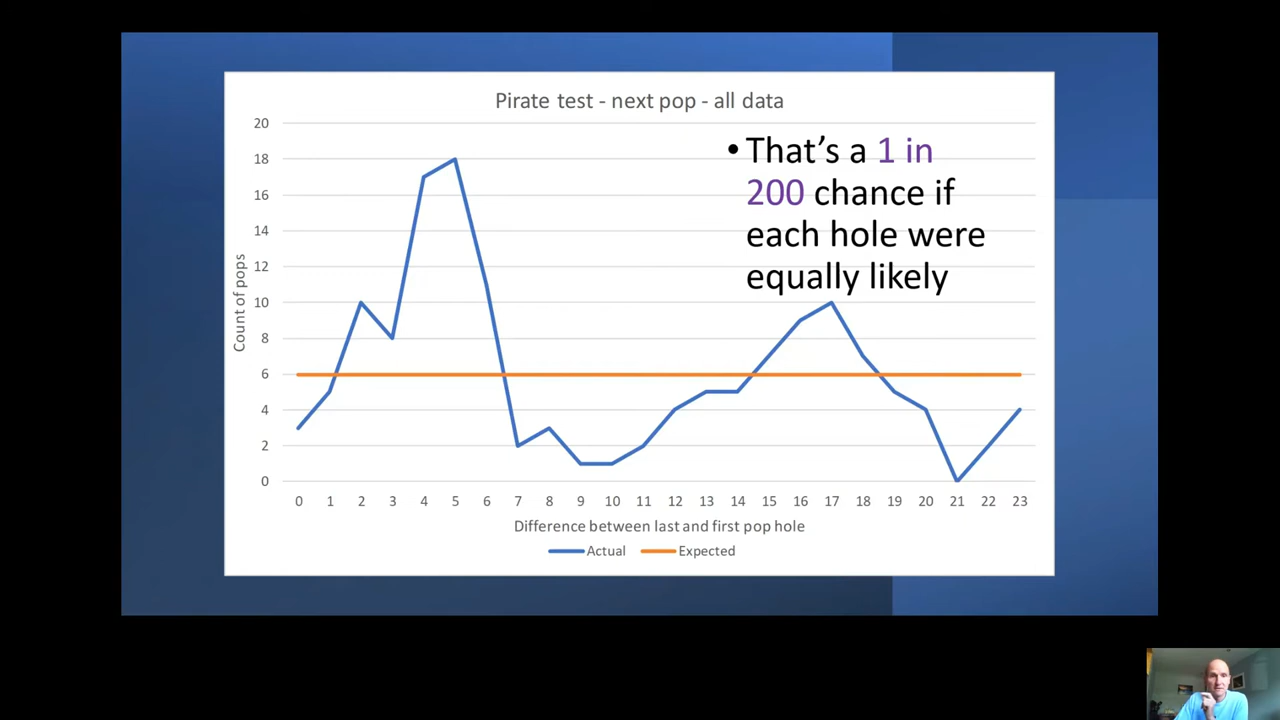 Pirate test - next pop - all data
• That's a 1 in
200 chance if
each hole were
equally likely
Count of pops
20
18
16
14
12
10
8
6
4
2
0
0 1 2 3 4 5 6 7 8 9 10 11 12 13 14 15 16 17 18 19 20 21 22 23
Difference between last and first pop hole
Actual Expected